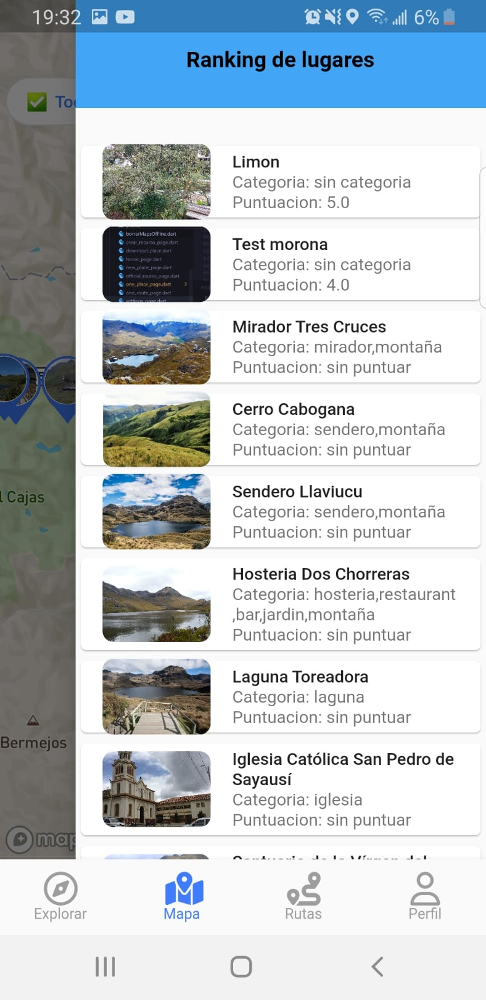 19:32
6%
Ranking de lugares
Limon
Categoria: sin categoria
Puntuacion: 5.0
borrarMapsOffline.dart
crear_recurso_page.dart
download_place.dart
home_page.dart
new_place_page.dart
official_routes_page.dart
one_place_page.dart 3
one_route_page.dart
settings_page.dart
Test morona
Categoria: sin categoria
Puntuacion: 4.0
Mirador Tres Cruces
Categoria: mirador,montaña
Puntuacion: sin puntuar
Cerro Cabogana
Categoria: sendero,montaña
Puntuacion: sin puntuar
Sendero Llaviucu
Categoria: sendero,montaña
Puntuacion: sin puntuar
l Cajas
Hosteria Dos Chorreras
Categoria: hosteria,restaurant
,bar,jardin,montaña
Puntuacion: sin puntuar
Laguna Toreadora
Categoria: laguna
Puntuacion: sin puntuar
Bermejos
Iglesia Católica San Pedro de
Sayausí
Categoria: iglesia
Puntuacion: sin puntuar
Explorar
Mapa
Rutas
Perfil